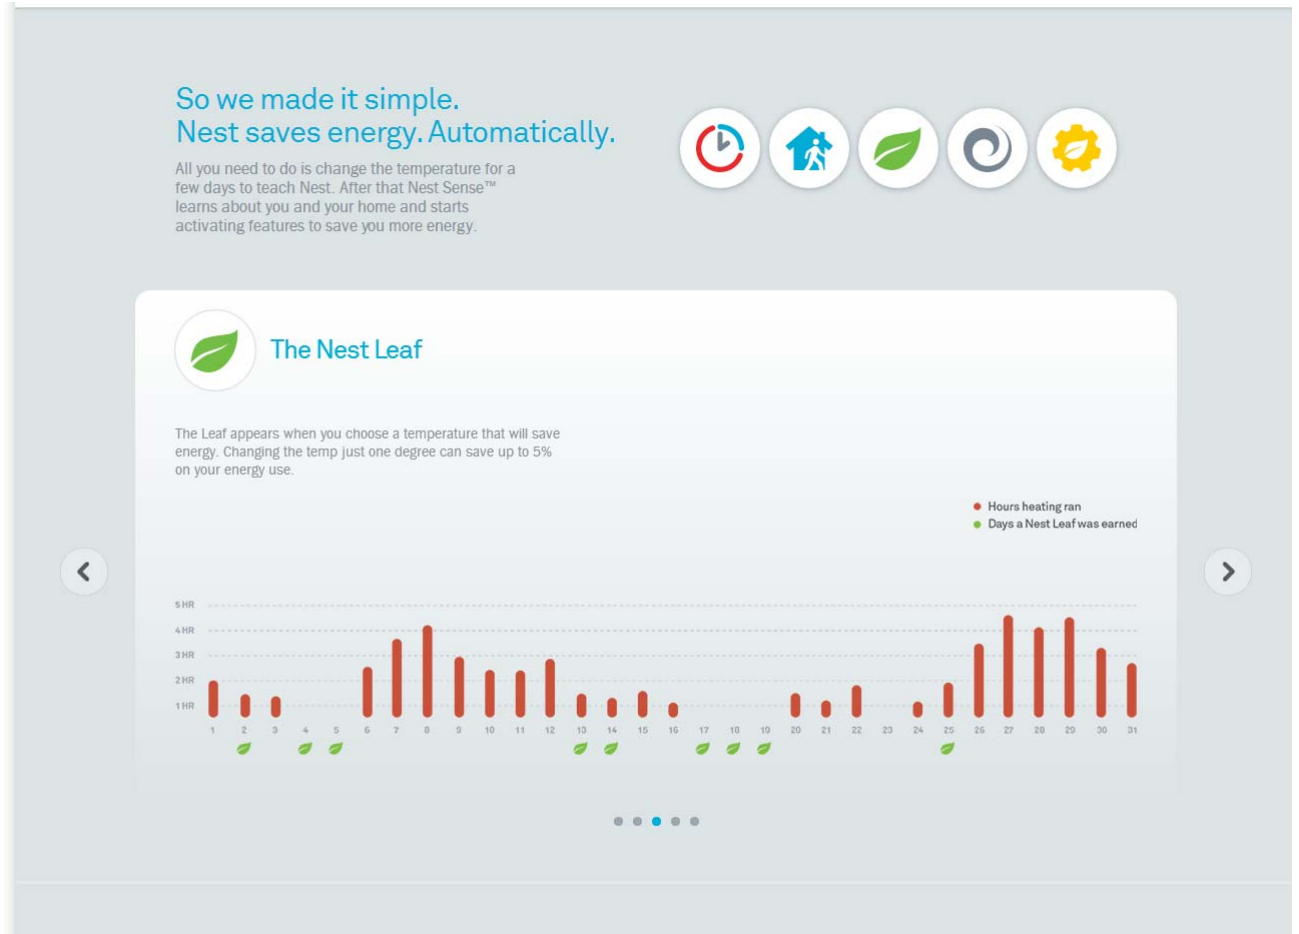 So we made it simple.
Nest saves energy. Automatically.
All you need to do is change the temperature for a
few days to teach Nest. After that Nest Sense™
learns about you and your home and starts
activating features to save you more energy.
The Nest Leaf
The Leaf appears when you choose a temperature that will save
energy. Changing the temp just one degree can save up to 5%
on your energy use.
Hours heating ran
Days a Nest Leaf was earned
5 HR
4 HR
3 HR
2 HR
1 HR
1 2 3 4 5 6 7 8 9 10 11 12 13 14 15 16 17 18 19 20 21 22 23 24 25 26 27 28 29 30 31